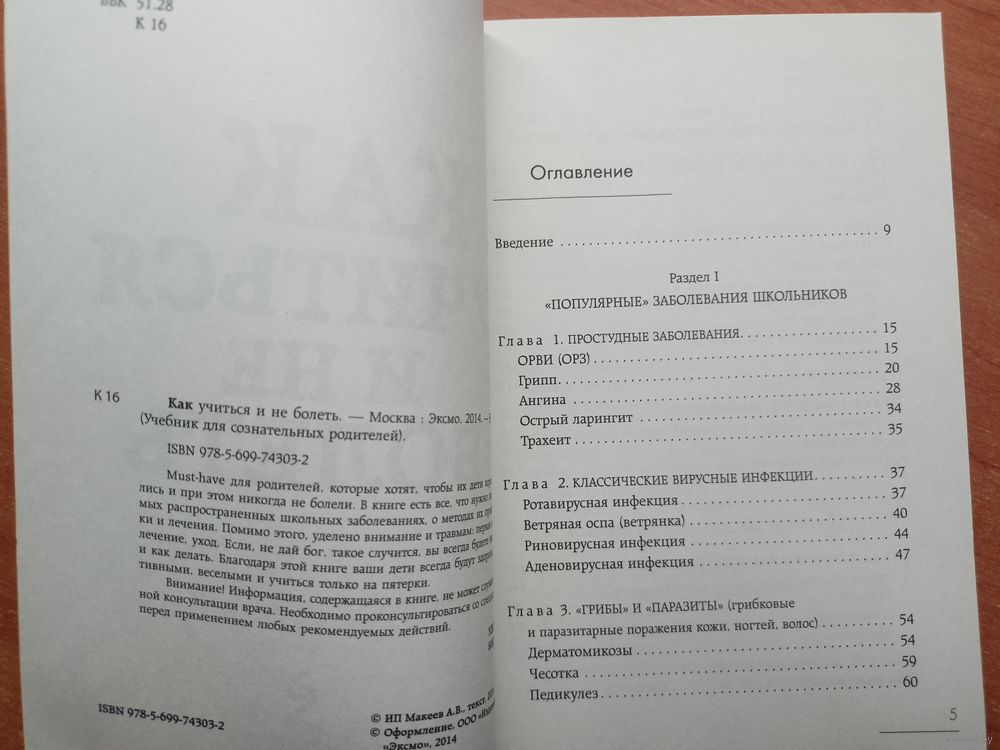 ББК 51.28
К 16
К 16
Как учиться и не болеть. — Москва : Эксмо, 2014. –
(Учебник для сознательных родителей).
ISBN 978-5-699-74303-2
Must-have для родителей, которые хотят, чтобы их дети
лись и при этом никогда не болели. В книге есть все, что нужно
мых распространенных школьных заболеваниях, о методах их
ки и лечения. Помимо этого, уделено внимание и травмам:
лечение, уход. Если, не дай бог, такое случится, вы всегда будете
и как делать. Благодаря этой книге ваши дети всегда будут
тивными, веселыми и учиться только на пятерки.
Внимание! Информация, содержащаяся в книге, не может
ной консультации врача. Необходимо проконсультироваться со
перед применением любых рекомендуемых действий.
ISBN 978-5-699-74303-2
© ИП Макеев А.В., текст,
© Оформление. ООО
«Эксмо», 2014
Оглавление
Введение . . . . . . . . . . . . . . . . . . . . 9
Раздел I
«ПОПУЛЯРНЫЕ» ЗАБОЛЕВАНИЯ ШКОЛЬНИКОВ
Глава 1. ПРОСТУДНЫЕ ЗАБОЛЕВАНИЯ. . . . . . . . . . 15
ОРВИ (ОРЗ) . . . . . . . . . . . . . . . . . . . . 15
Грипп. . . . . . . . . . . . . . . . . . . . 20
Ангина . . . . . . . . . . . . . . . . . . . . 28
Острый ларингит . . . . . . . . . . . . . . . . . . . . 34
Трахеит . . . . . . . . . . . . . . . . . . . . 35
Глава 2. КЛАССИЧЕСКИЕ ВИРУСНЫЕ ИНФЕКЦИИ. . . . . . . . . . 37
Ротавирусная инфекция . . . . . . . . . . . . . . . . . . . . 37
Ветряная оспа (ветрянка) . . . . . . . . . . . . . . . . . . . . 40
Риновирусная инфекция . . . . . . . . . . . . . . . . . . . . 44
Аденовирусная инфекция . . . . . . . . . . . . . . . . . . . . 47
Глава 3. «ГРИБЫ» И «ПАРАЗИТЫ» (грибковые
и паразитарные поражения кожи, ногтей, волос) . . . . . . . . . . 54
Дерматомикозы . . . . . . . . . . . . . . . . . . . . 54
Чесотка . . . . . . . . . . . . . . . . . . . . 59
Педикулез . . . . . . . . . . . . . . . . . . . . 60
5